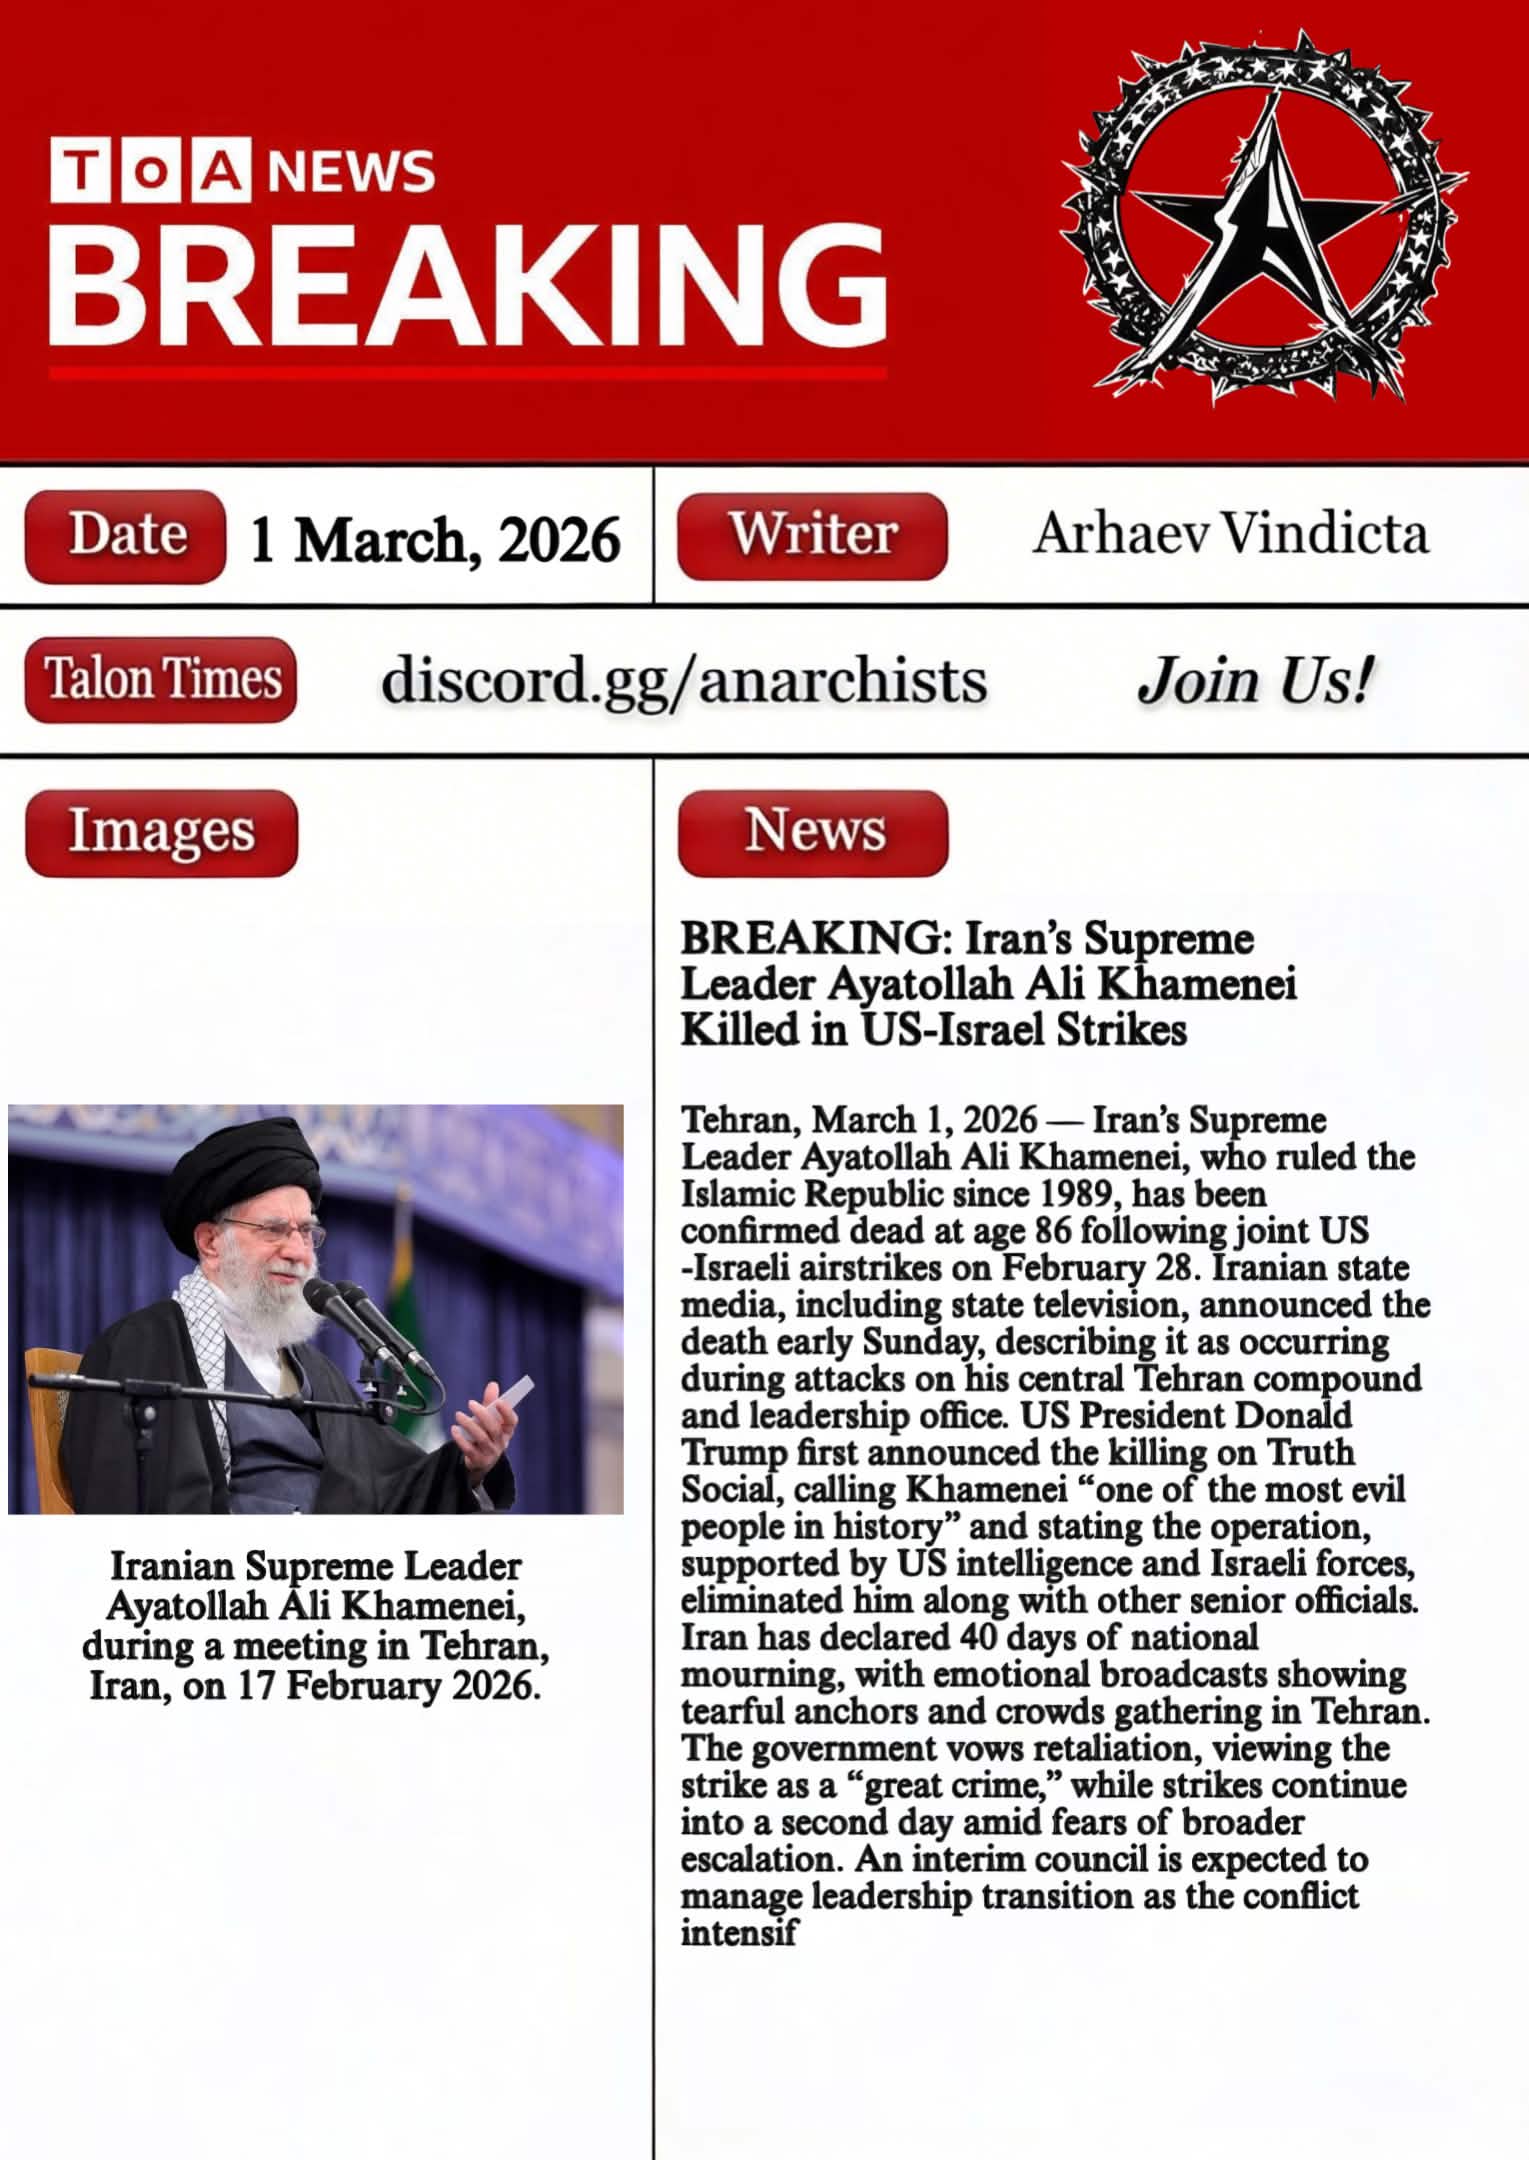 ToA NEWS
BREAKING
Date
1 March, 2026
Writer
Arhaev Vindicta
Talon Times
discord.gg/anarchists
Join Us!
Images
News
BREAKING: Iran’s Supreme
Leader Ayatollah Ali Khamenei
Killed in US-Israel Strikes
Tehran, March 1, 2026 — Iran’s Supreme
Leader Ayatollah Ali Khamenei, who ruled the
Islamic Republic since 1989, has been
confirmed dead at age 86 following joint US
-Israeli airstrikes on February 28. Iranian state
media, including state television, announced the
death early Sunday, describing it as occurring
during attacks on his central Tehran compound
and leadership office. US President Donald
Trump first announced the killing on Truth
Social, calling Khamenei “one of the most evil
people in history” and stating the operation,
supported by US intelligence and Israeli forces,
eliminated him along with other senior officials.
Iran has declared 40 days of national
mourning, with emotional broadcasts showing
tearful anchors and crowds gathering in Tehran.
The government vows retaliation, viewing the
strike as a “great crime,” while strikes continue
into a second day amid fears of broader
escalation. An interim council is expected to
manage leadership transition as the conflict
intensif
Iranian Supreme Leader
Ayatollah Ali Khamenei,
during a meeting in Tehran,
Iran, on 17 February 2026.